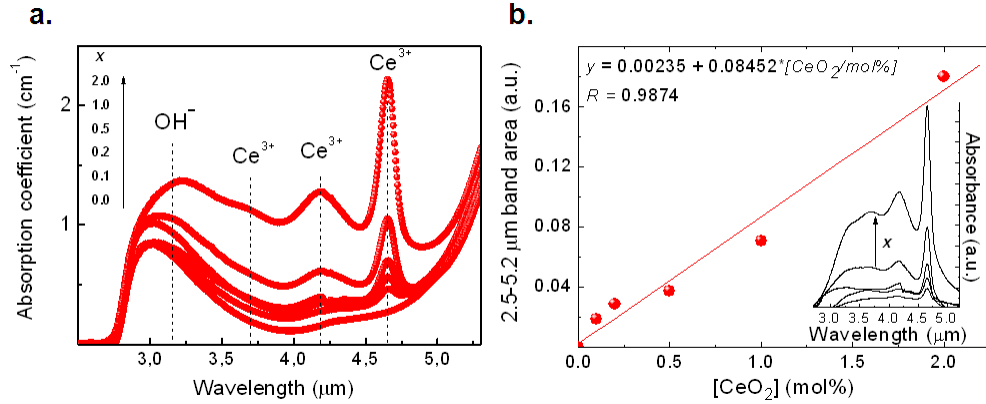 a.
x
2.0
1.0
0.5
0.2
0.1
0.0
OH⁻
Ce³⁺
Ce³⁺
Ce³⁺
Absorption coefficient (cm⁻¹)
2
1
3,0
3,5
4,0
4,5
5,0
Wavelength (μm)
b.
y = 0.00235 + 0.08452*[CeO₂/mol%]
R = 0.9874
2.5-5.2 μm band area (a.u.)
0.16
0.12
0.08
0.04
0.0
0.5
1.0
1.5
2.0
[CeO₂] (mol%)
x
Absorbance (a.u.)
3.0
3.5
4.0
4.5
5.0
Wavelength (μm)